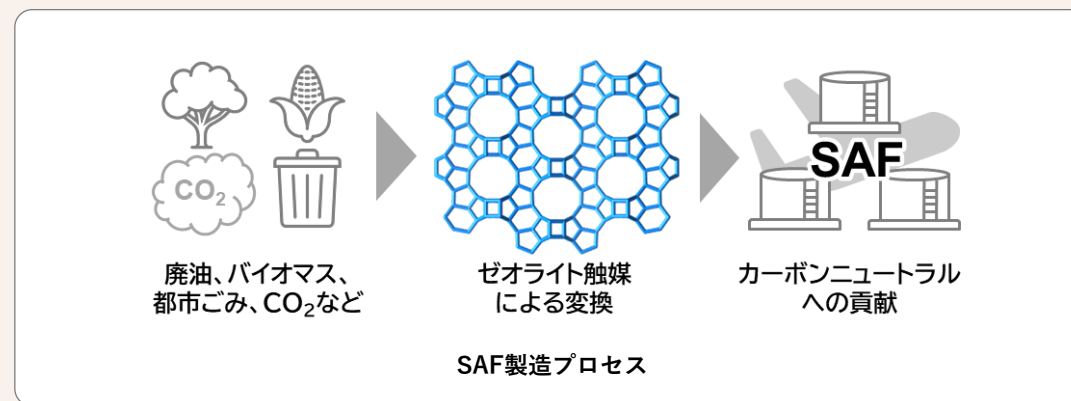 CO₂
SAF
廃油、バイオマス、
都市ごみ、CO₂など
ゼオライト触媒
による変換
カーボンニュートラル
への貢献
SAF製造プロセス